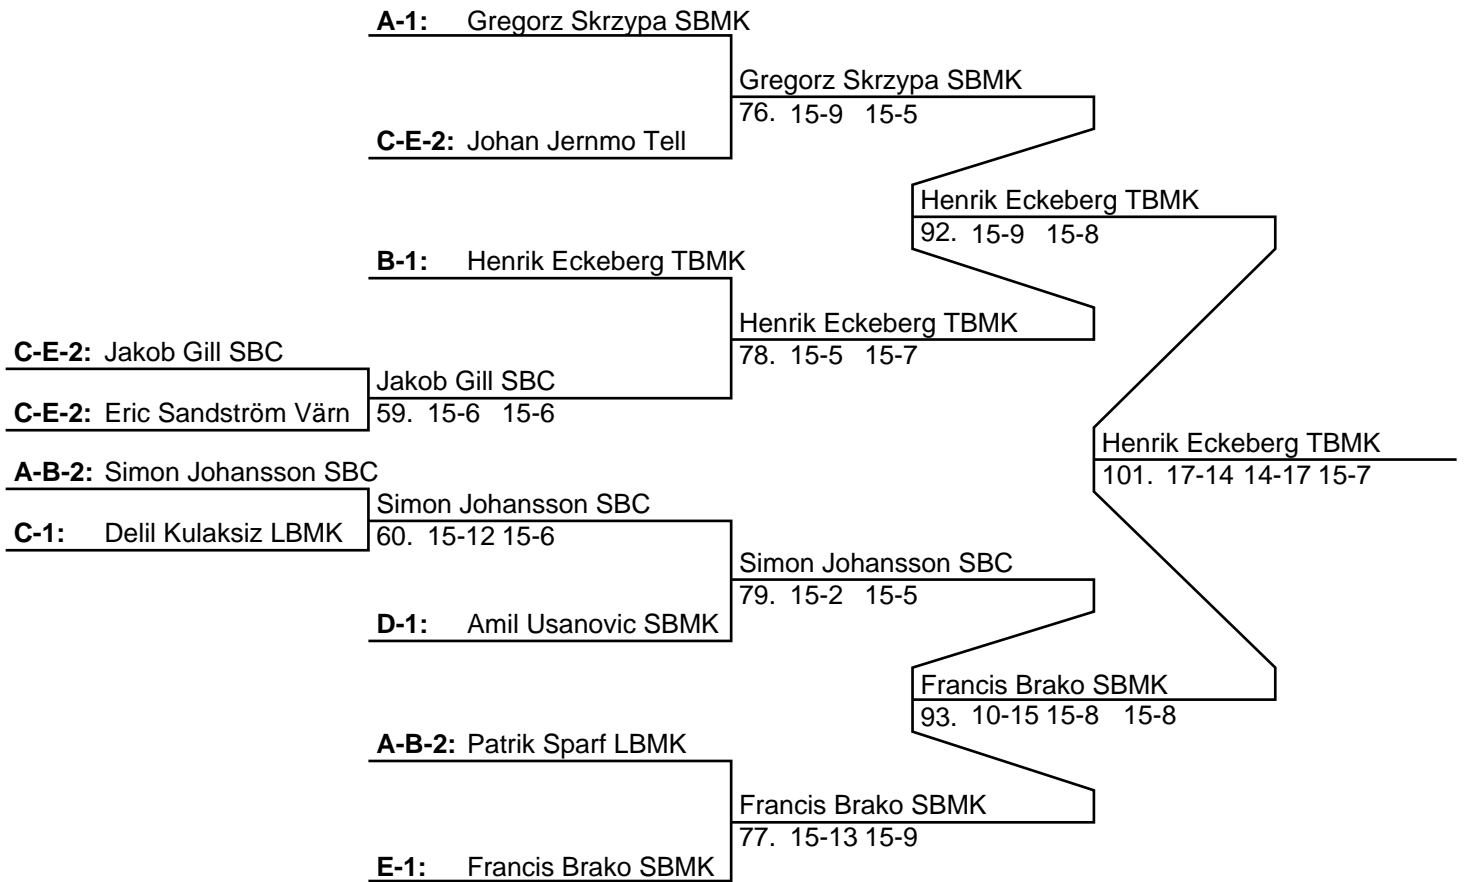 A-1: Gregorz Skrzypa SBMK
Gregorz Skrzypa SBMK
76. 15-9 15-5
C-E-2: Johan Jernmo Tell
Henrik Eckeberg TBMK
92. 15-9 15-8
B-1: Henrik Eckeberg TBMK
Henrik Eckeberg TBMK
78. 15-5 15-7
C-E-2: Jakob Gill SBC
Jakob Gill SBC
59. 15-6 15-6
C-E-2: Eric Sandström Värn
Henrik Eckeberg TBMK
101. 17-14 14-17 15-7
A-B-2: Simon Johansson SBC
Simon Johansson SBC
60. 15-12 15-6
C-1: Delil Kulaksiz LBMK
Simon Johansson SBC
79. 15-2 15-5
D-1: Amil Usanovic SBMK
Francis Brako SBMK
93. 10-15 15-8 15-8
A-B-2: Patrik Sparf LBMK
Francis Brako SBMK
77. 15-13 15-9
E-1: Francis Brako SBMK